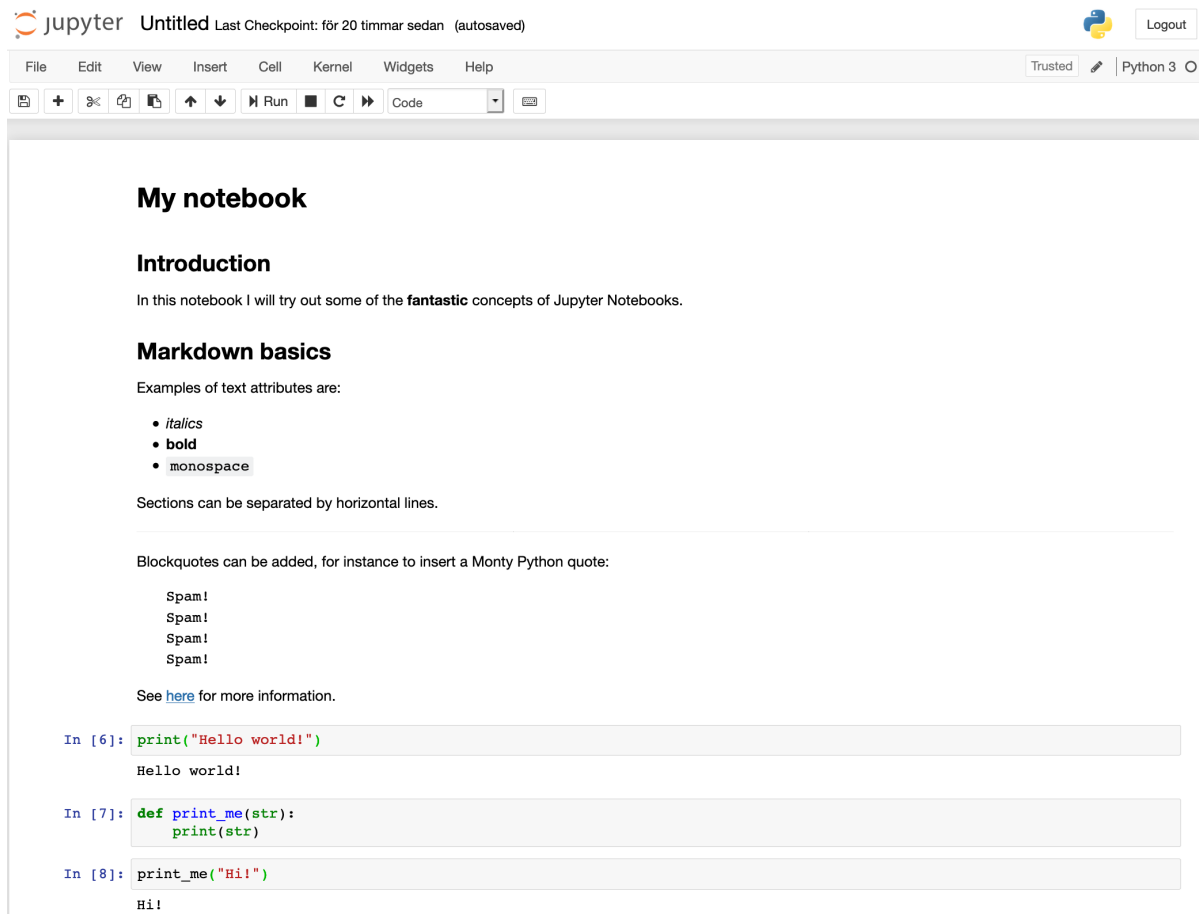 jupyter Untitled Last Checkpoint: för 20 timmar sedan (autosaved) Logout
File Edit View Insert Cell Kernel Widgets Help Trusted Python 3
Run Code
My notebook
Introduction
In this notebook I will try out some of the fantastic concepts of Jupyter Notebooks.
Markdown basics
Examples of text attributes are:
italics
bold
monospace
Sections can be separated by horizontal lines.
Blockquotes can be added, for instance to insert a Monty Python quote:
Spam!
Spam!
Spam!
Spam!
See here for more information.
In [6]: print("Hello world!")
Hello world!
In [7]: def print_me(str):
print(str)
In [8]: print_me("Hi!")
Hi!